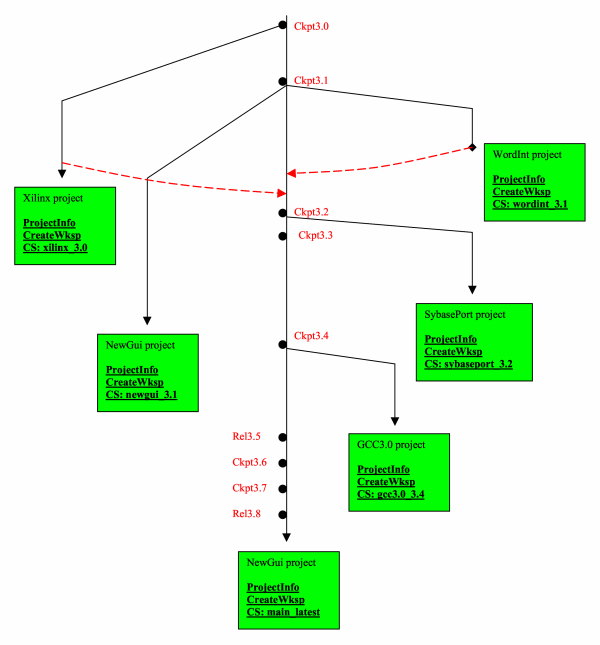 Ckpt3.0
Ckpt3.1
WordInt project
ProjectInfo
CreateWksp
CS: wordint_3.1
Xilinx project
ProjectInfo
CreateWksp
CS: xilinx_3.0
Ckpt3.2
Ckpt3.3
SybasePort project
ProjectInfo
CreateWksp
CS: sybaseport_3.2
Ckpt3.4
NewGui project
ProjectInfo
CreateWksp
CS: newgui_3.1
GCC3.0 project
ProjectInfo
CreateWksp
CS: gcc3.0_3.4
Rel3.5
Ckpt3.6
Ckpt3.7
Rel3.8
NewGui project
ProjectInfo
CreateWksp
CS: main_latest